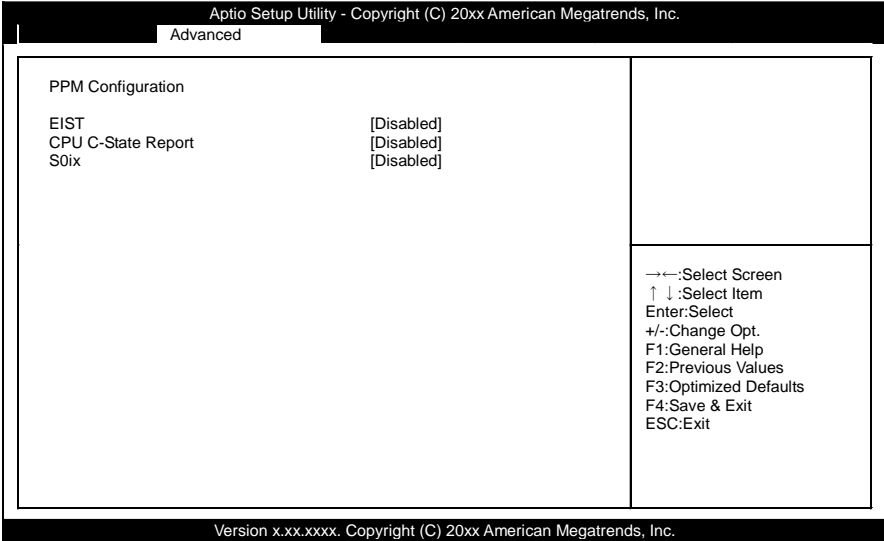 Aptio Setup Utility - Copyright (C) 20xx American Megatrends, Inc.
Advanced
PPM Configuration
EIST [Disabled]
CPU C-State Report [Disabled]
S0ix [Disabled]
→←:Select Screen
↑↓:Select Item
Enter:Select
+/-:Change Opt.
F1:General Help
F2:Previous Values
F3:Optimized Defaults
F4:Save & Exit
ESC:Exit
Version x.xx.xxxx. Copyright (C) 20xx American Megatrends, Inc.